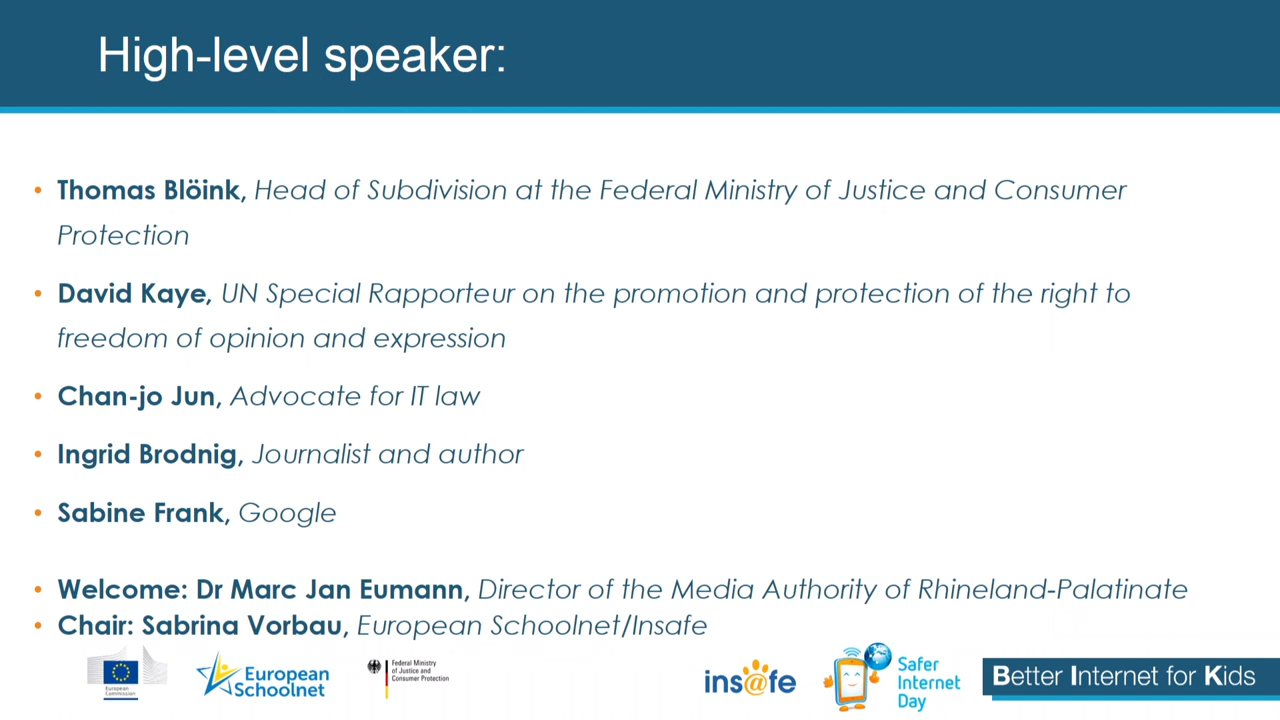 High-level speaker:
• Thomas Blöink, Head of Subdivision at the Federal Ministry of Justice and Consumer
Protection
• David Kaye, UN Special Rapporteur on the promotion and protection of the right to
freedom of opinion and expression
• Chan-jo Jun, Advocate for IT law
• Ingrid Brodnig, Journalist and author
• Sabine Frank, Google
• Welcome: Dr Marc Jan Eumann, Director of the Media Authority of Rhineland-Palatinate
• Chair: Sabrina Vorbau, European Schoolnet/Insafe
European
Commission
European
Schoolnet
Federal Ministry
of Justice and
Consumer Protection
ins@fe
Safer
Internet
Day
Better Internet for Kids